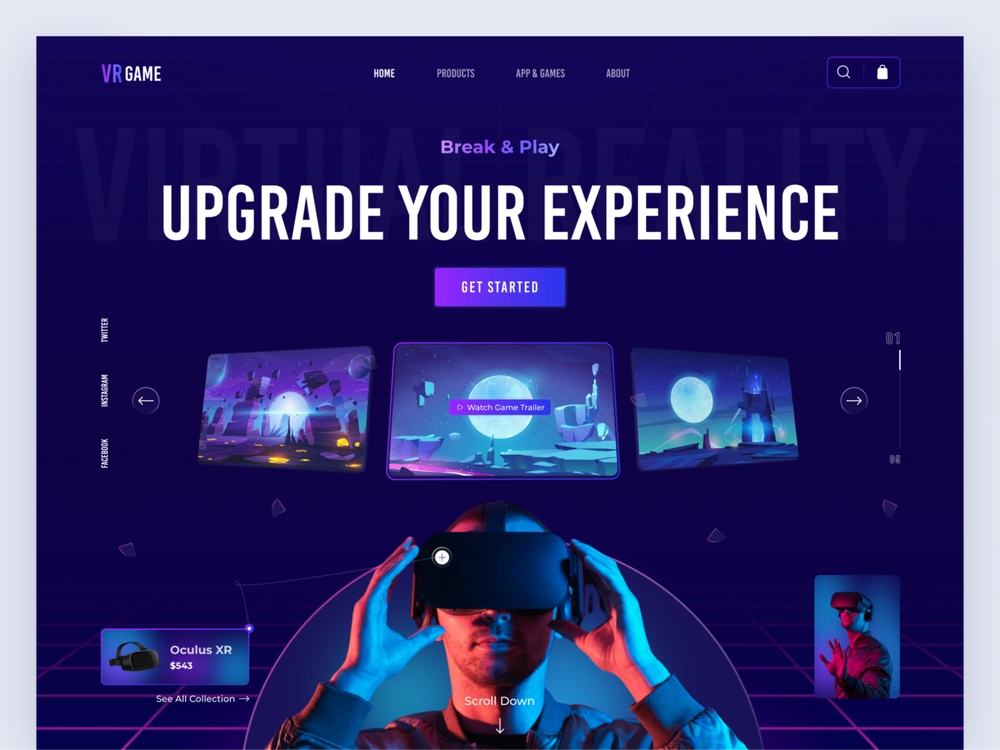 VR GAME
HOME
PRODUCTS
APP & GAMES
ABOUT
VIRTUAL REALITY
Break & Play
UPGRADE YOUR EXPERIENCE
GET STARTED
TWITTER
INSTAGRAM
FACEBOOK
Watch Game Trailer
01
05
Oculus XR
$543
See All Collection
Scroll Down